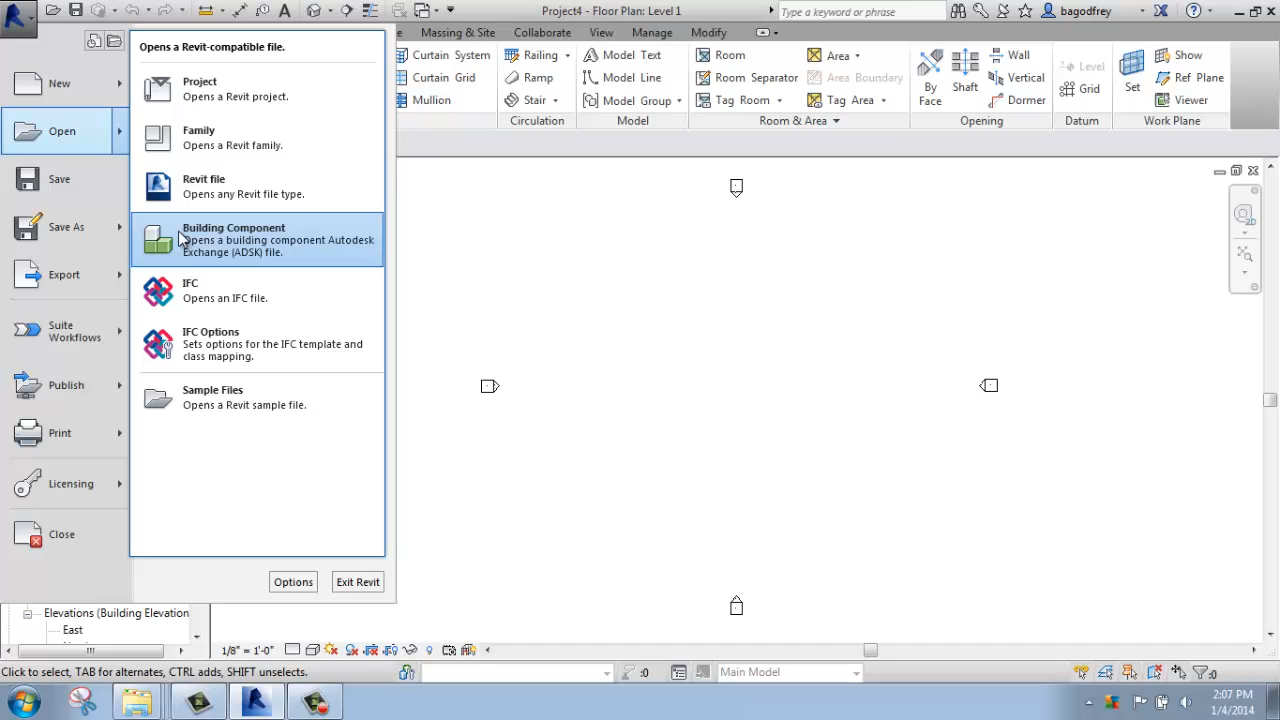 Project4 - Floor Plan: Level 1
Type a keyword or phrase
bagodfrey
Massing & Site
Collaborate
View
Manage
Modify
Opens a Revit-compatible file.
New
Open
Save
Save As
Export
Suite
Workflows
Publish
Print
Licensing
Close
Project
Opens a Revit project.
Family
Opens a Revit family.
Revit file
Opens any Revit file type.
Building Component
Opens a building component Autodesk
Exchange (ADSK) file.
IFC
Opens an IFC file.
IFC Options
Sets options for the IFC template and
class mapping.
Sample Files
Opens a Revit sample file.
Options
Exit Revit
Curtain System
Curtain Grid
Mullion
Railing
Ramp
Stair
Circulation
Model Text
Model Line
Model Group
Model
Room
Room Separator
Tag Room
Area
Area Boundary
Tag Area
Room & Area
By
Face
Shaft
Wall
Vertical
Dormer
Opening
Level
Grid
Datum
Set
Show
Ref Plane
Viewer
Work Plane
Elevations (Building Elevation
East
1/8" = 1'-0"
Click to select, TAB for alternates, CTRL adds, SHIFT unselects.
:0
Main Model
:0
2:07 PM
1/4/2014